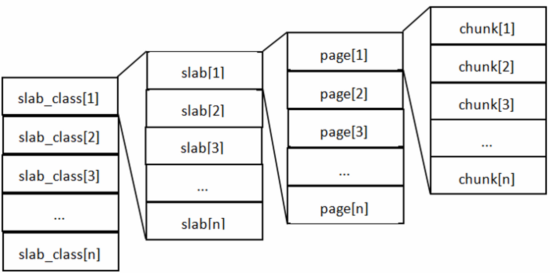 slab_class[1]
slab_class[2]
slab_class[3]
...
slab_class[n]
slab[1]
slab[2]
slab[3]
...
slab[n]
page[1]
page[2]
page[3]
...
page[n]
chunk[1]
chunk[2]
chunk[3]
...
chunk[n]